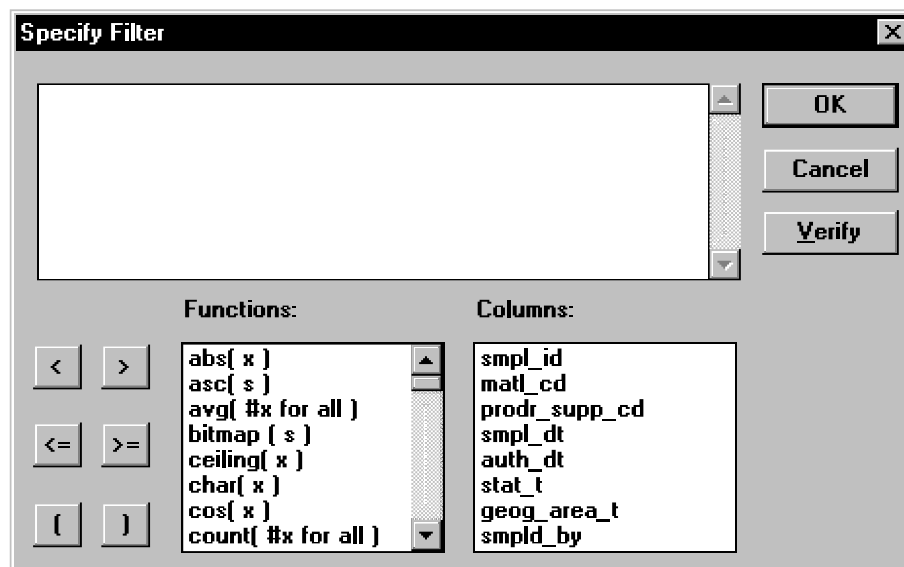 Specify Filter
OK
Cancel
Verify
Functions:
Columns:
< >
<= >=
( )
abs( x )
asc( s )
avg( #x for all )
bitmap ( s )
ceiling( x )
char( x )
cos( x )
count( #x for all )
smpl_id
matl_cd
prodr_supp_cd
smpl_dt
auth_dt
stat_t
geog_area_t
smpld_by